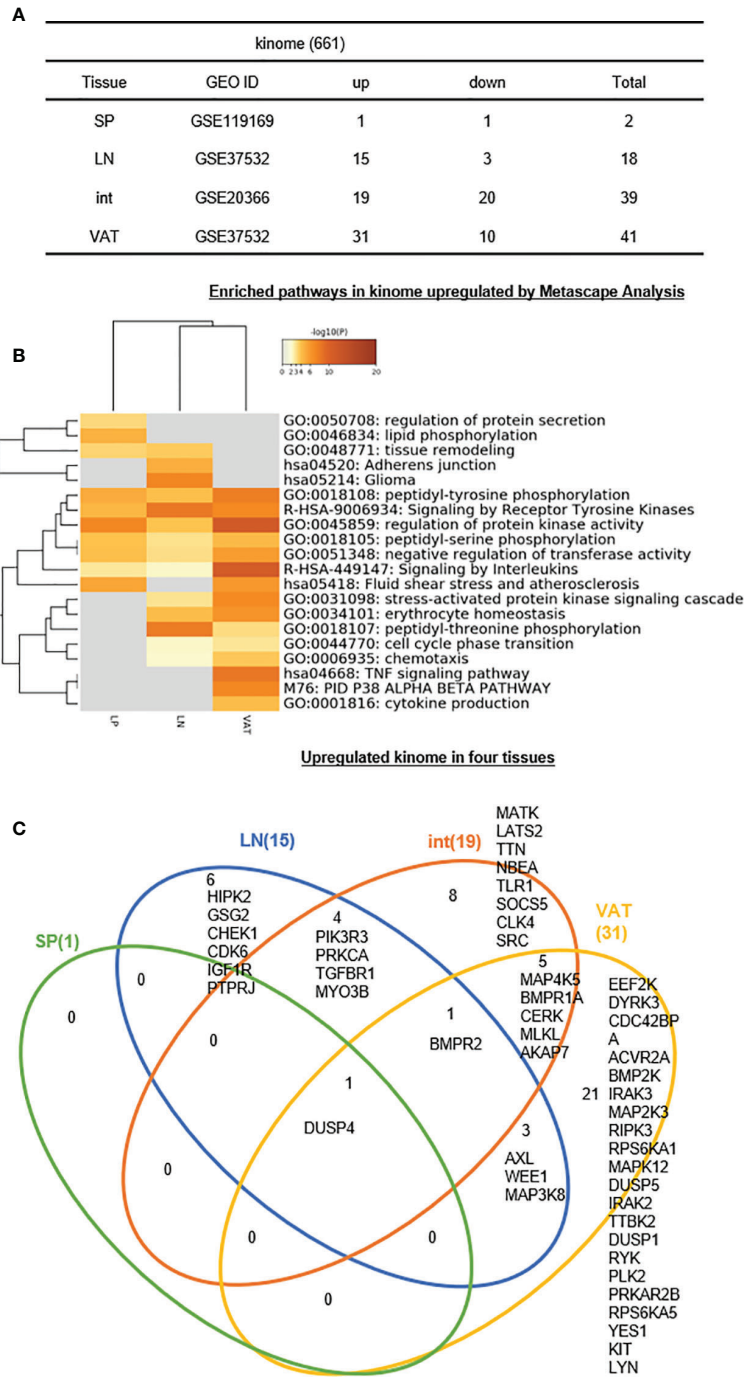 A
kinome (661)
Tissue GEO ID up down Total
SP GSE119169 1 1 2
LN GSE37532 15 3 18
int GSE20366 19 20 39
VAT GSE37532 31 10 41
Enriched pathways in kinome upregulated by Metascape Analysis
B
-log10(P)
0 2 3 4 6 10 20
GO:0050708: regulation of protein secretion
GO:0046834: lipid phosphorylation
GO:0048771: tissue remodeling
hsa04520: Adherens junction
hsa05214: Glioma
GO:0018108: peptidyl-tyrosine phosphorylation
R-HSA-9006934: Signaling by Receptor Tyrosine Kinases
GO:0045859: regulation of protein kinase activity
GO:0018105: peptidyl-serine phosphorylation
GO:0051348: negative regulation of transferase activity
R-HSA-449147: Signaling by Interleukins
hsa05418: Fluid shear stress and atherosclerosis
GO:0031098: stress-activated protein kinase signaling cascade
GO:0034101: erythrocyte homeostasis
GO:0018107: peptidyl-threonine phosphorylation
GO:0044770: cell cycle phase transition
GO:0006935: chemotaxis
hsa04668: TNF signaling pathway
M76: PID P38 ALPHA BETA PATHWAY
GO:0001816: cytokine production
LP LN VAT
Upregulated kinome in four tissues
C
SP(1)
LN(15)
int(19)
VAT
(31)
0
0
6
HIPK2
GSG2
CHEK1
CDK6
IGF1R
PTPRJ
0
4
PIK3R3
PRKCA
TGFBR1
MYO3B
8
MATK
LATS2
TTN
NBEA
TLR1
SOCS5
CLK4
SRC
5
MAP4K5
BMPR1A
CERK
MLKL
AKAP7
1
BMPR2
1
DUSP4
3
AXL
WEE1
MAP3K8
0
0
0
0
21
EEF2K
DYRK3
CDC42BP
A
ACVR2A
BMP2K
IRAK3
MAP2K3
RIPK3
RPS6KA1
MAPK12
DUSP5
IRAK2
TTBK2
DUSP1
RYK
PLK2
PRKAR2B
RPS6KA5
YES1
KIT
LYN